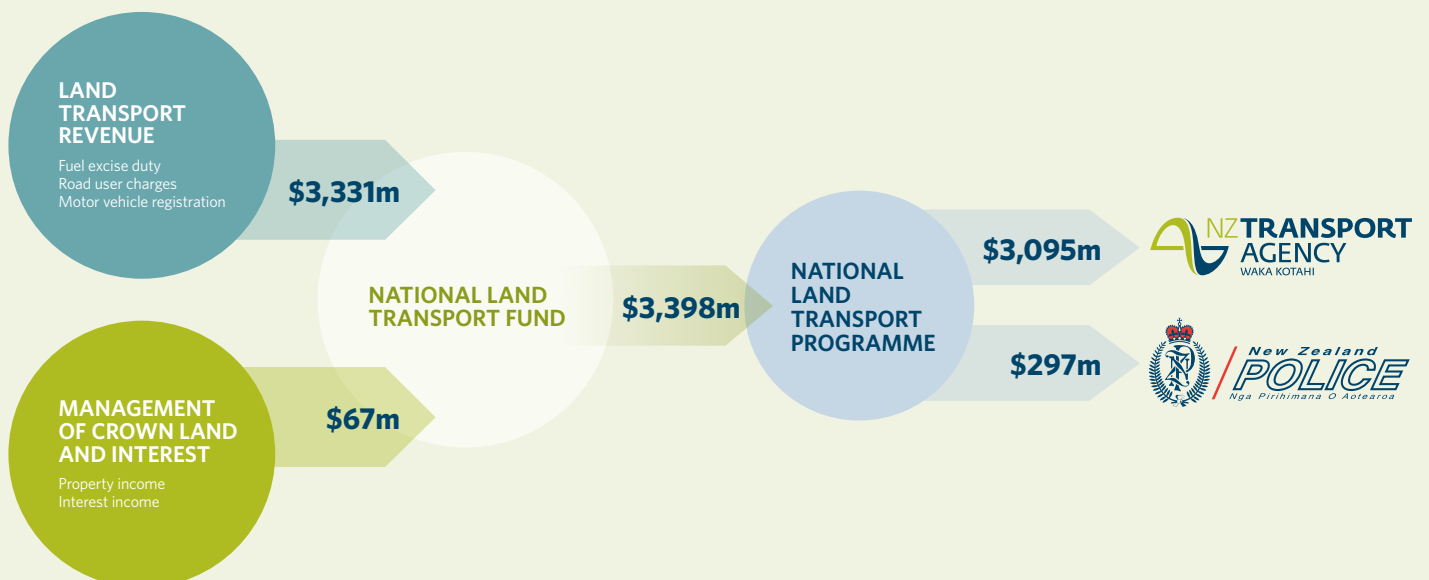 LAND
TRANSPORT
REVENUE
Fuel excise duty
Road user charges
Motor vehicle registration
$3,331m
MANAGEMENT
OF CROWN LAND
AND INTEREST
Property income
Interest income
$67m
NATIONAL LAND
TRANSPORT FUND
$3,398m
NATIONAL
LAND
TRANSPORT
PROGRAMME
$3,095m
NZTRANSPORT
AGENCY
WAKA KOTAHI
$297m
New Zealand
POLICE
Nga Pirihimana O Aotearoa